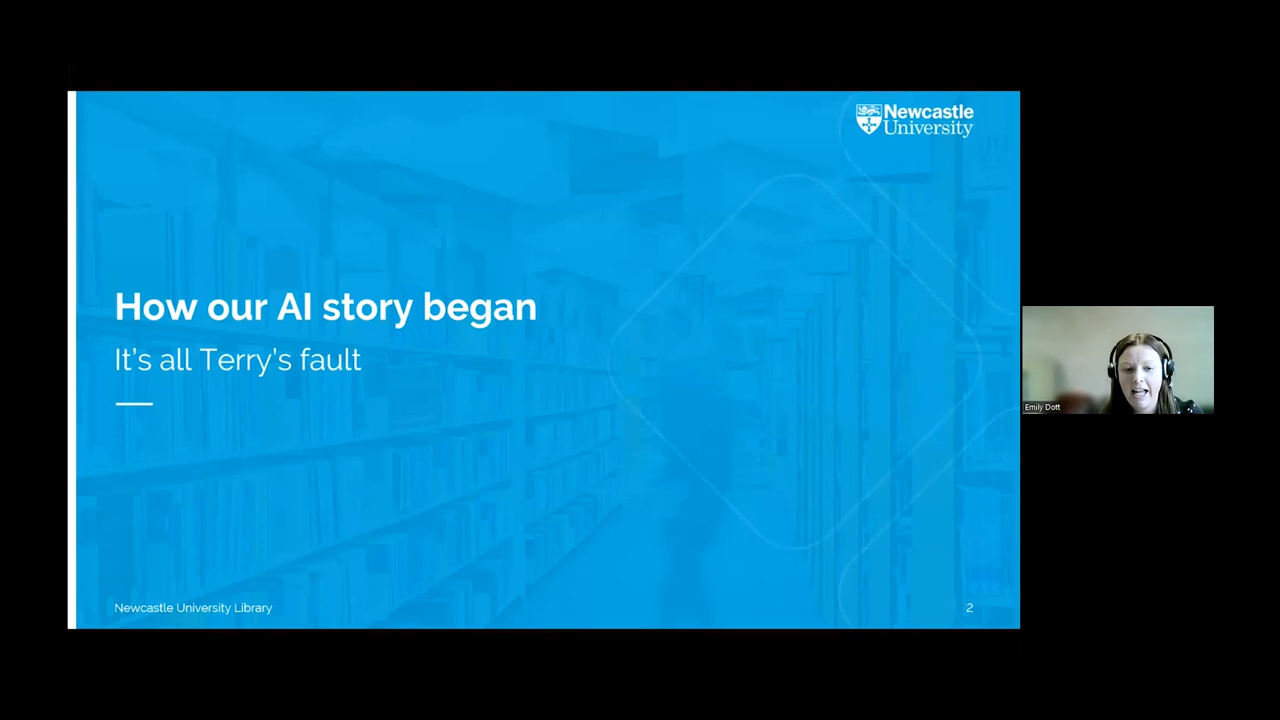 Newcastle
University
How our AI story began
It's all Terry's fault
Emily Dott
Newcastle University Library
2